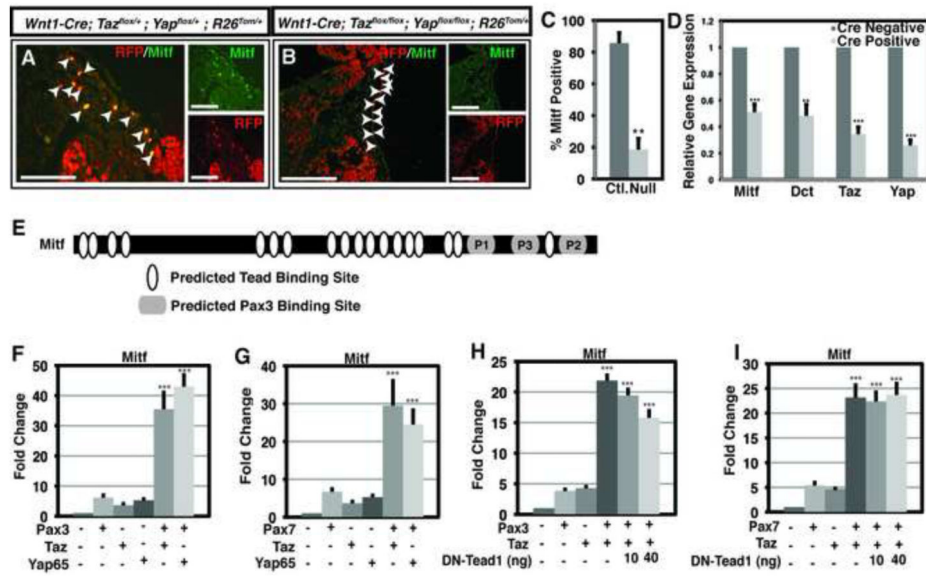 Wnt1-Cre; Taz flox/+; Yap flox/+; R26 Tom/+
Wnt1-Cre; Taz flox/flox; Yap flox/flox; R26 Tom/+
A
RFP/Mitf
Mitf
RFP
B
RFP/Mitf
Mitf
RFP
C
% Mitf Positive
100
80
60
40
20
0
**
Ctl. Null
D
Relative Gene Expression
Cre Negative
Cre Positive
1.2
1
0.8
0.6
0.4
0.2
0
*** ** *** ***
Mitf Dct Taz Yap
E
Mitf
P1 P3 P2
Predicted Tead Binding Site
Predicted Pax3 Binding Site
F
Mitf
Fold Change
50
40
30
20
10
0
*** ***
Pax3 - + - - + +
Taz - - + - + -
Yap65 - - - + - +
G
Mitf
Fold Change
40
30
20
10
0
*** ***
Pax7 - + - - + +
Taz - - + - + -
Yap65 - - - + - +
H
Mitf
Fold Change
25
20
15
10
5
0
*** *** ***
Pax3 - + - + + +
Taz - - + + + +
DN-Tead1 (ng) - - - - 10 40
I
Mitf
Fold Change
30
25
20
15
10
5
0
*** *** ***
Pax7 - + - + + +
Taz - - + + + +
DN-Tead1 (ng) - - - - 10 40